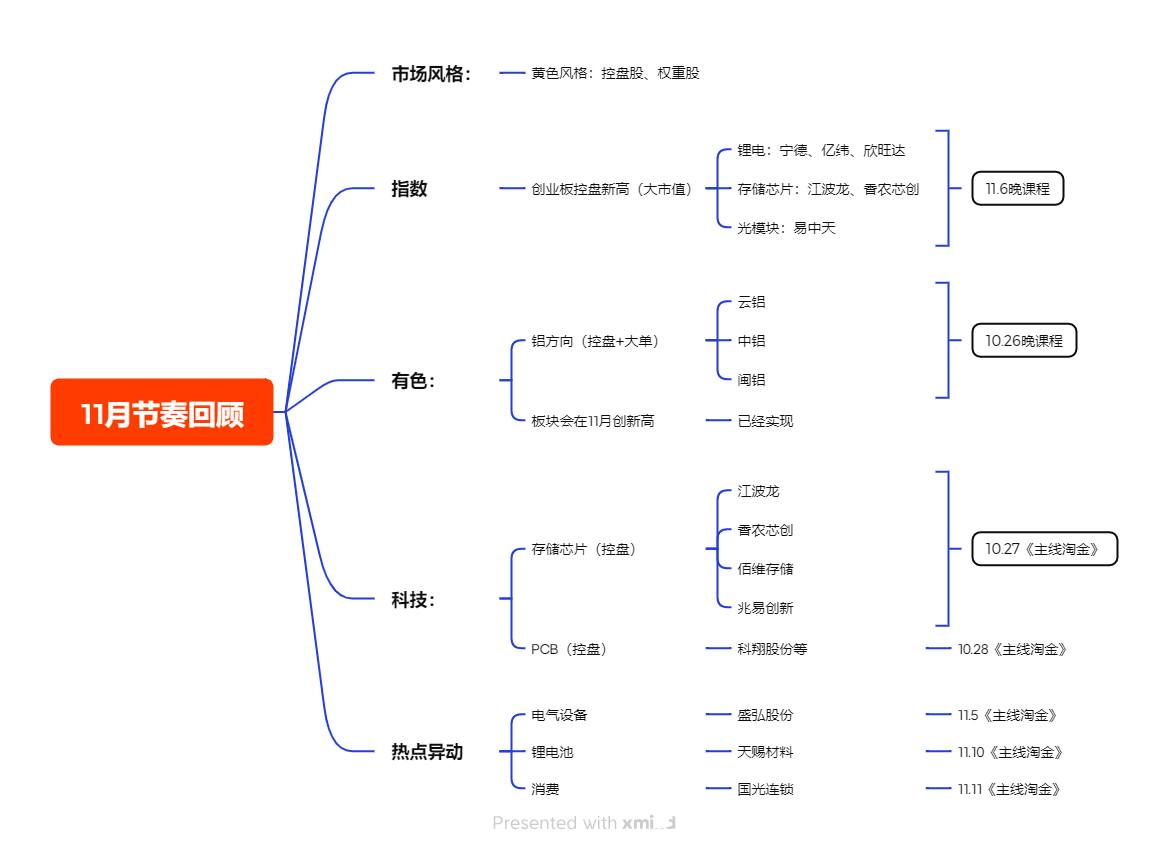 市场风格：
黄色风格：控盘股、权重股
指数
创业板控盘新高（大市值）
锂电：宁德、亿纬、欣旺达
存储芯片：江波龙、香农芯创
光模块：易中天
11.6晚课程
11月节奏回顾
有色：
铝方向（控盘+大单）
云铝
中铝
闽铝
10.26晚课程
板块会在11月创新高
已经实现
科技：
存储芯片（控盘）
江波龙
香农芯创
佰维存储
兆易创新
10.27《主线淘金》
PCB（控盘）
科翔股份等
10.28《主线淘金》
热点异动
电气设备
盛弘股份
11.5《主线淘金》
锂电池
天赐材料
11.10《主线淘金》
消费
国光连锁
11.11《主线淘金》
Presented with